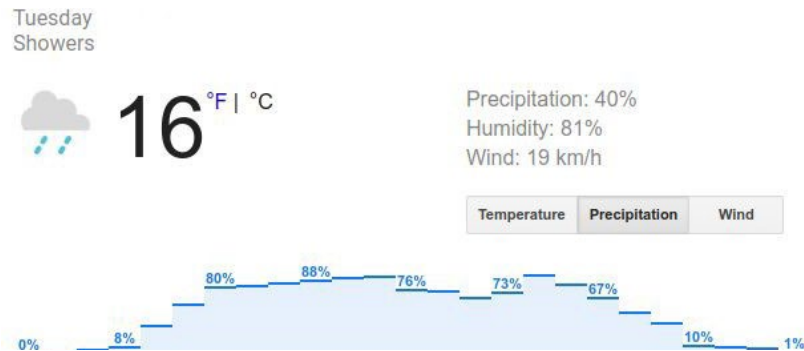 Tuesday
Showers
16 °F | °C
Precipitation: 40%
Humidity: 81%
Wind: 19 km/h
Temperature Precipitation Wind
0% 8% 80% 88% 76% 73% 67% 10% 1%